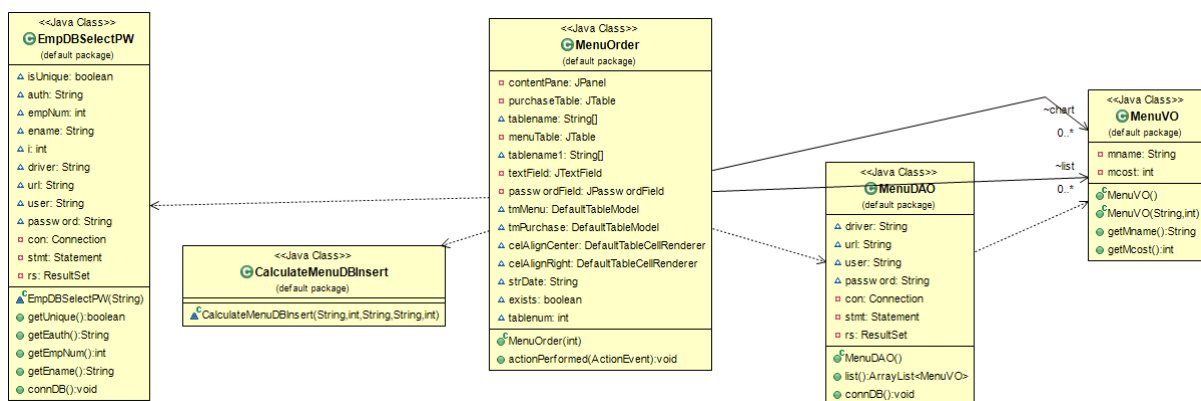 <<Java Class>>
EmpDBSelectPW
(default package)
isUnique: boolean
auth: String
empNum: int
ename: String
i: int
driver: String
url: String
user: String
password: String
con: Connection
stmt: Statement
rs: ResultSet
EmpDBSelectPW(String)
getUnique():boolean
getEauth():String
getEmpNum():int
getEname():String
connDB():void
<<Java Class>>
CalculateMenuDBInsert
(default package)
CalculateMenuDBInsert(String,int,String,String,int)
<<Java Class>>
MenuOrder
(default package)
contentPane: JPanel
purchaseTable: JTable
tablename: String[]
menuTable: JTable
tablename1: String[]
textField: JTextField
passwordField: JPasswordField
tmMenu: DefaultTableModel
tmPurchase: DefaultTableModel
celAlignCenter: DefaultTableCellRenderer
celAlignRight: DefaultTableCellRenderer
strDate: String
exists: boolean
tablenum: int
MenuOrder(int)
actionPerformed(ActionEvent):void
<<Java Class>>
MenuDAO
(default package)
driver: String
url: String
user: String
password: String
con: Connection
stmt: Statement
rs: ResultSet
MenuDAO()
list():ArrayList<MenuVO>
connDB():void
~chart
0..*
~list
0..*
<<Java Class>>
MenuVO
(default package)
mname: String
mcost: int
MenuVO()
MenuVO(String,int)
getMname():String
getMcost():int